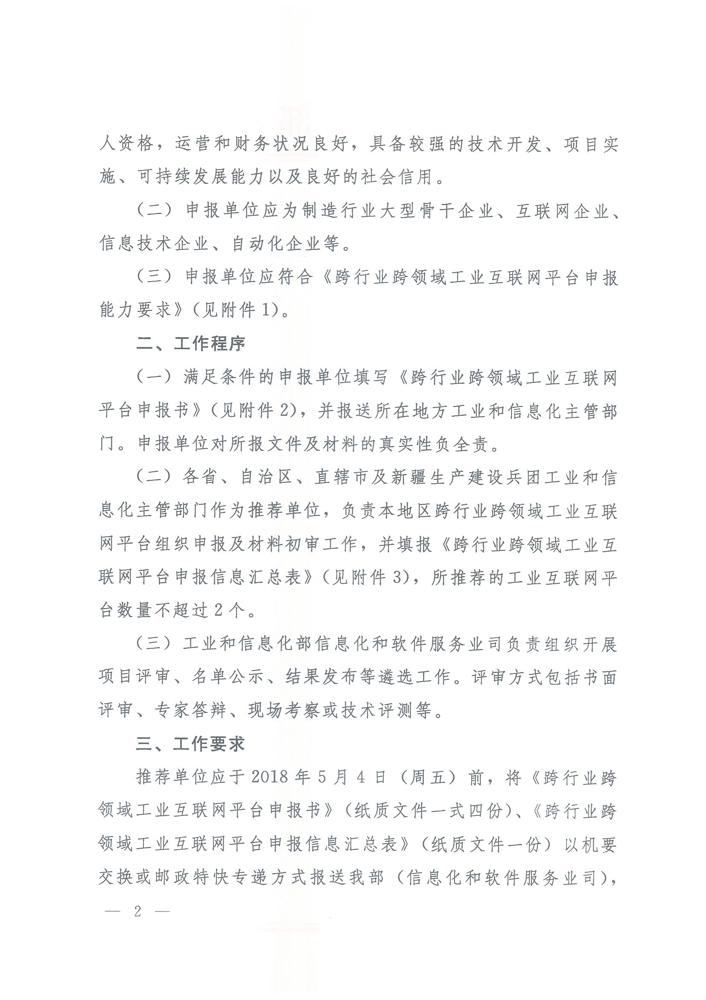 人资格，运营和财务状况良好，具备较强的技术开发、项目实
施、可持续发展能力以及良好的社会信用。
（二）申报单位应为制造行业大型骨干企业、互联网企业、
信息技术企业、自动化企业等。
（三）申报单位应符合《跨行业跨领域工业互联网平台申报
能力要求》（见附件1）。
二、工作程序
（一）满足条件的申报单位填写《跨行业跨领域工业互联网
平台申报书》（见附件2），并报送所在地方工业和信息化主管部
门。申报单位对所报文件及材料的真实性负全责。
（二）各省、自治区、直辖市及新疆生产建设兵团工业和信
息化主管部门作为推荐单位，负责本地区跨行业跨领域工业互联
网平台组织申报及材料初审工作，并填报《跨行业跨领域工业互
联网平台申报信息汇总表》（见附件3），所推荐的工业互联网平
台数量不超过2个。
（三）工业和信息化部信息化和软件服务业司负责组织开展
项目评审、名单公示、结果发布等遴选工作。评审方式包括书面
评审、专家答辩、现场考察或技术评测等。
三、工作要求
推荐单位应于2018年5月4日（周五）前，将《跨行业跨
领域工业互联网平台申报书》（纸质文件一式四份）、《跨行业跨
领域工业互联网平台申报信息汇总表》（纸质文件一份）以机要
交换或邮政特快专递方式报送我部（信息化和软件服务业司），
— 2 —